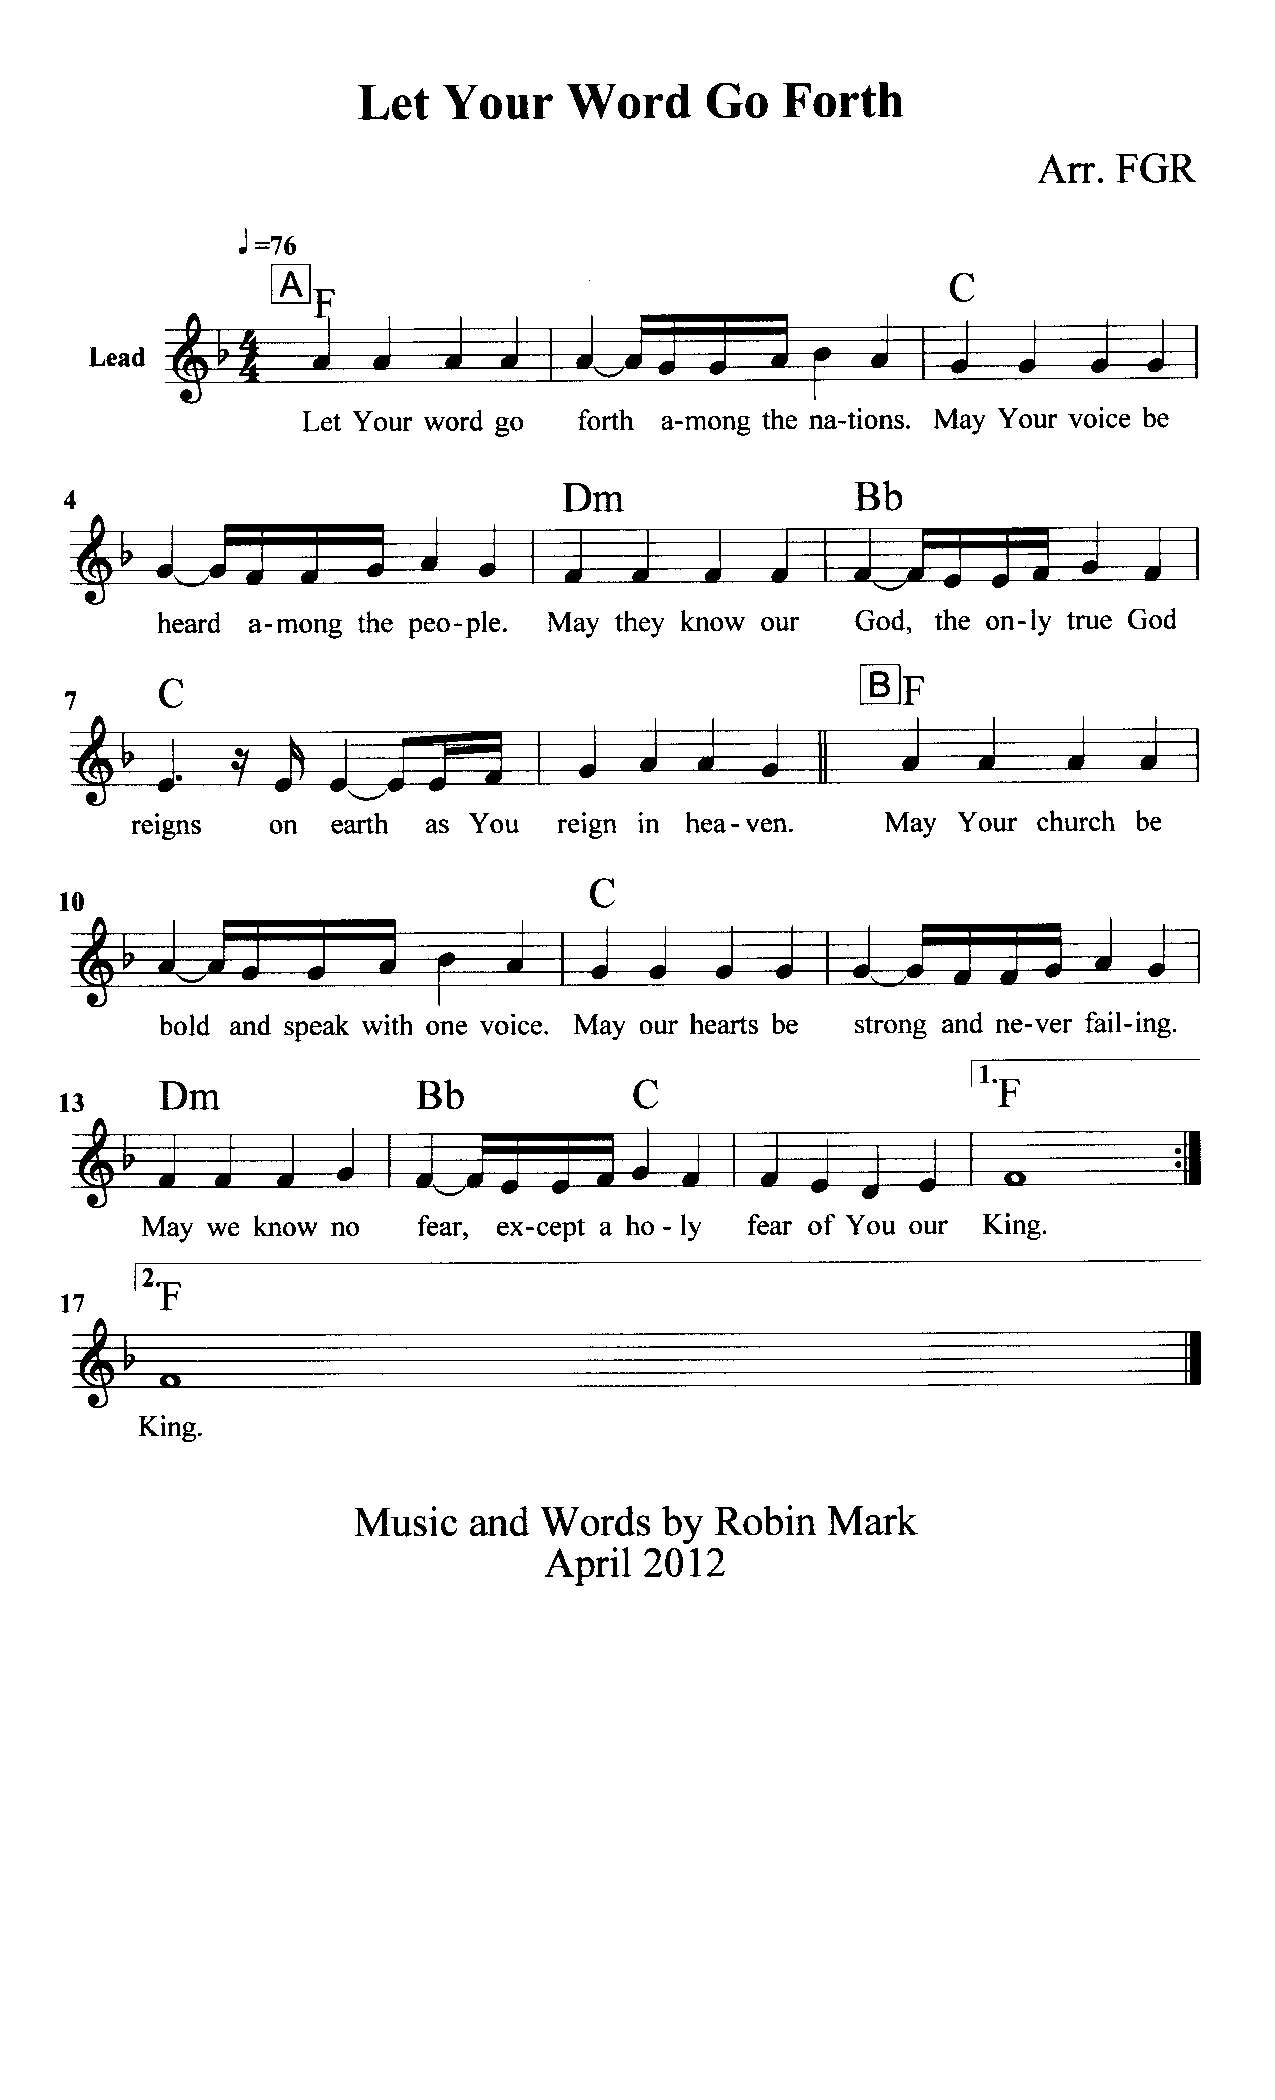 Let Your Word Go Forth
Arr. FGR
♩=76
A F C
Lead
Let Your word go forth a-mong the na-tions. May Your voice be
4 Dm Bb
heard a-mong the peo-ple. May they know our God, the on-ly true God
7 C B F
reigns on earth as You reign in hea-ven. May Your church be
10 C
bold and speak with one voice. May our hearts be strong and ne-ver fail-ing.
13 Dm Bb C 1. F
May we know no fear, ex-cept a ho-ly fear of You our King.
17 2. F
King.
Music and Words by Robin Mark
April 2012